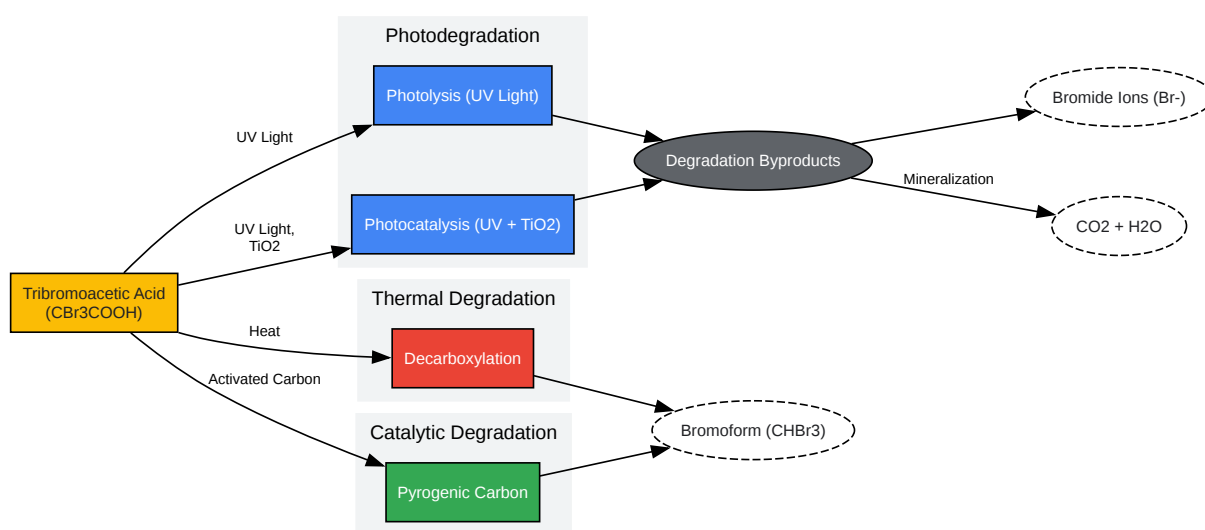 Photodegradation
Photolysis (UV Light)
UV Light
Bromide Ions (Br-)
Degradation Byproducts
Mineralization
Photocatalysis (UV + TiO2)
UV Light,
TiO2
CO2 + H2O
Tribromoacetic Acid
(CBr3COOH)
Thermal Degradation
Heat
Decarboxylation
Activated Carbon
Catalytic Degradation
Bromoform (CHBr3)
Pyrogenic Carbon